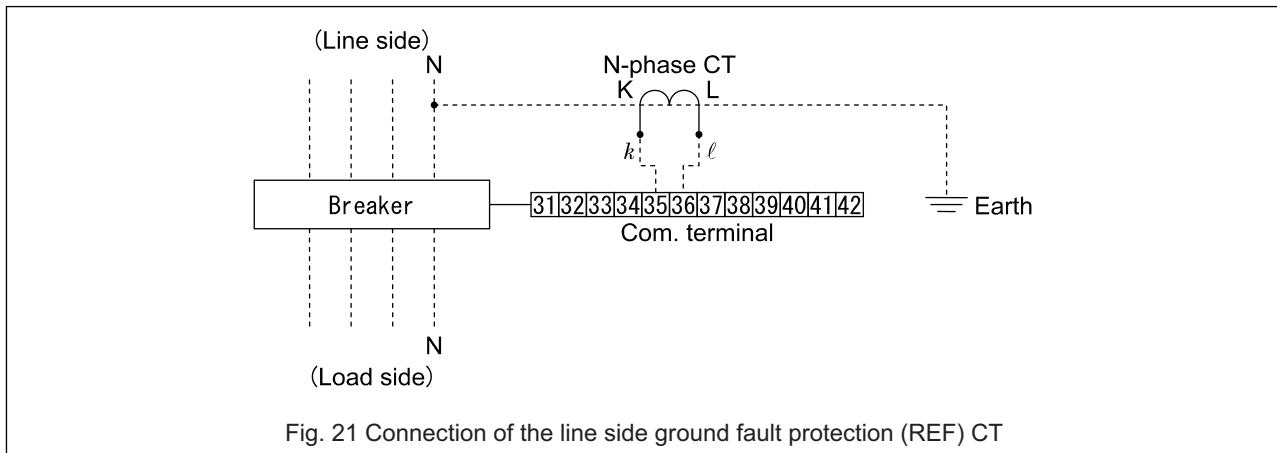 (Line side)
N
N-phase CT
K L
k ℓ
Breaker
31 32 33 34 35 36 37 38 39 40 41 42
Earth
Com. terminal
N
(Load side)
Fig. 21 Connection of the line side ground fault protection (REF) CT